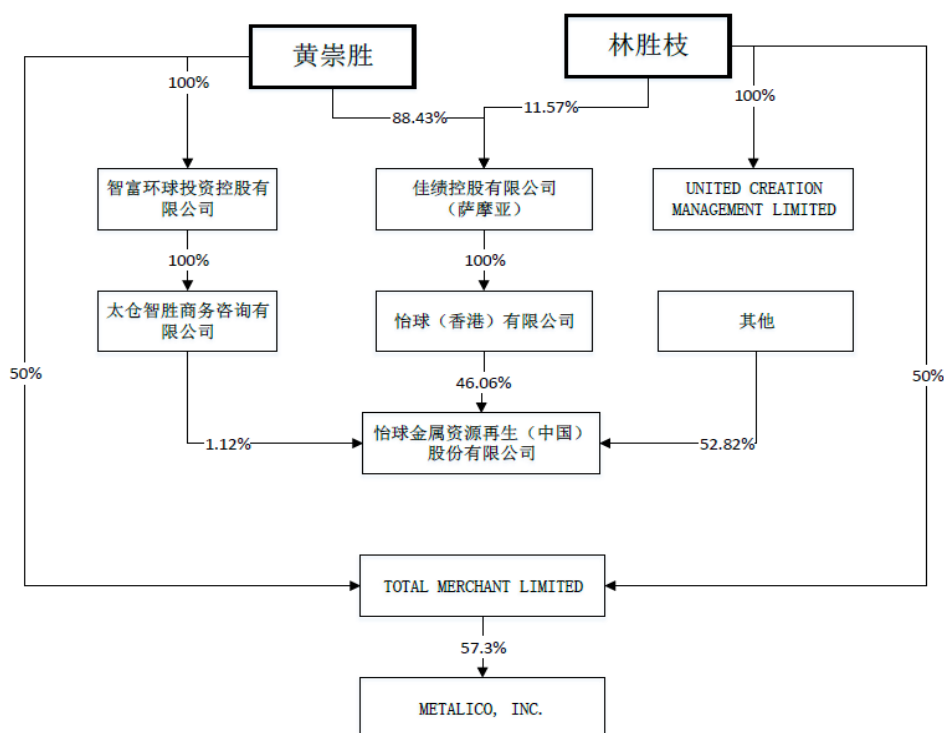 黄崇胜
林胜枝
100%
88.43%
11.57%
100%
智富环球投资控股有
限公司
佳绩控股有限公司
（萨摩亚）
UNITED CREATION
MANAGEMENT LIMITED
100%
100%
太仓智胜商务咨询有
限公司
怡球（香港）有限公司
其他
50%
46.06%
50%
1.12%
怡球金属资源再生（中国）
股份有限公司
52.82%
TOTAL MERCHANT LIMITED
57.3%
METALICO, INC.